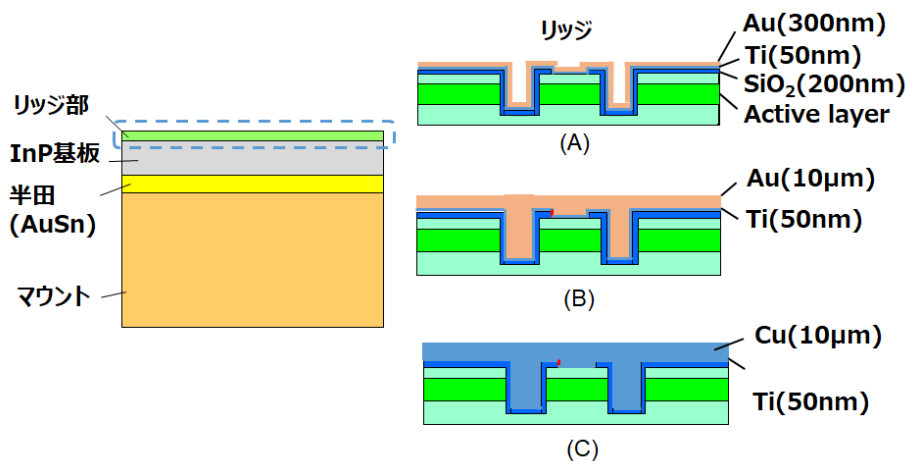 リッジ部
InP基板
半田
(AuSn)
マウント
リッジ
Au(300nm)
Ti(50nm)
SiO2(200nm)
Active layer
(A)
Au(10μm)
Ti(50nm)
(B)
Cu(10μm)
Ti(50nm)
(C)